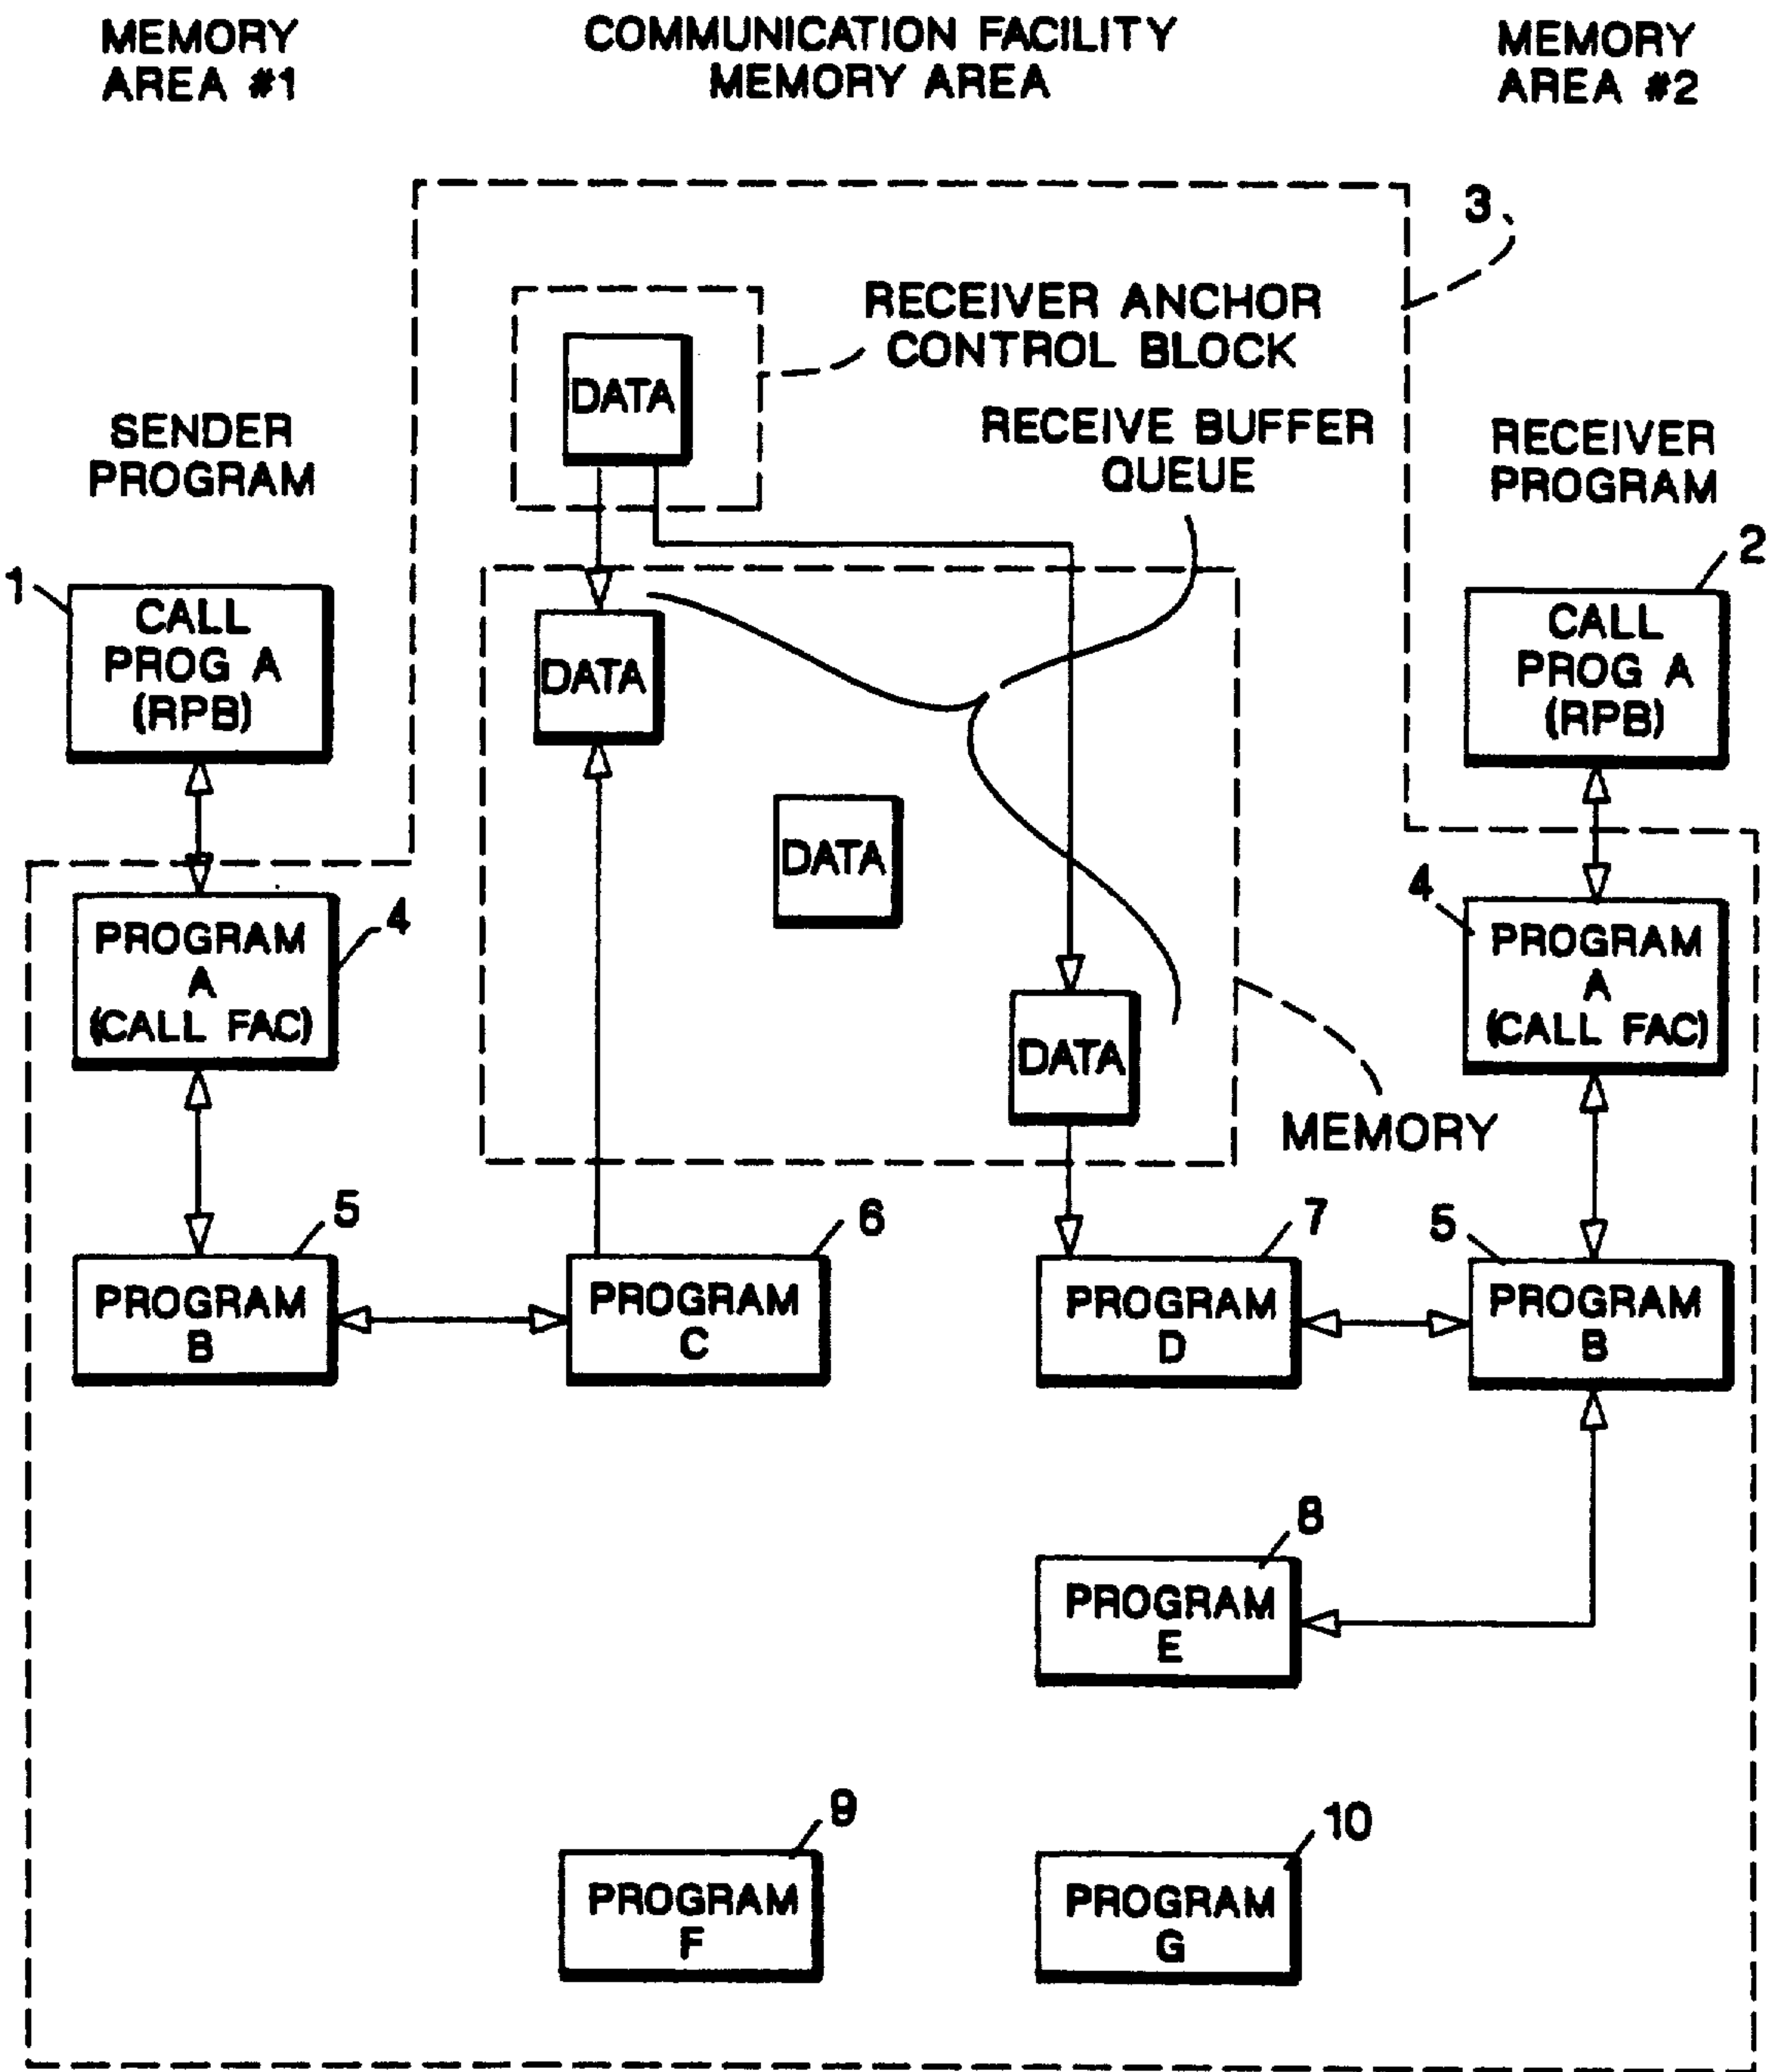 MEMORY
AREA #1
COMMUNICATION FACILITY
MEMORY AREA
MEMORY
AREA #2
3
RECEIVER ANCHOR
CONTROL BLOCK
DATA
RECEIVE BUFFER
QUEUE
SENDER
PROGRAM
RECEIVER
PROGRAM
1
CALL
PROG A
(RPB)
2
CALL
PROG A
(RPB)
DATA
DATA
DATA
MEMORY
4
PROGRAM
A
(CALL FAC)
4
PROGRAM
A
(CALL FAC)
5
PROGRAM
B
6
PROGRAM
C
7
PROGRAM
D
5
PROGRAM
B
8
PROGRAM
E
9
PROGRAM
F
10
PROGRAM
G